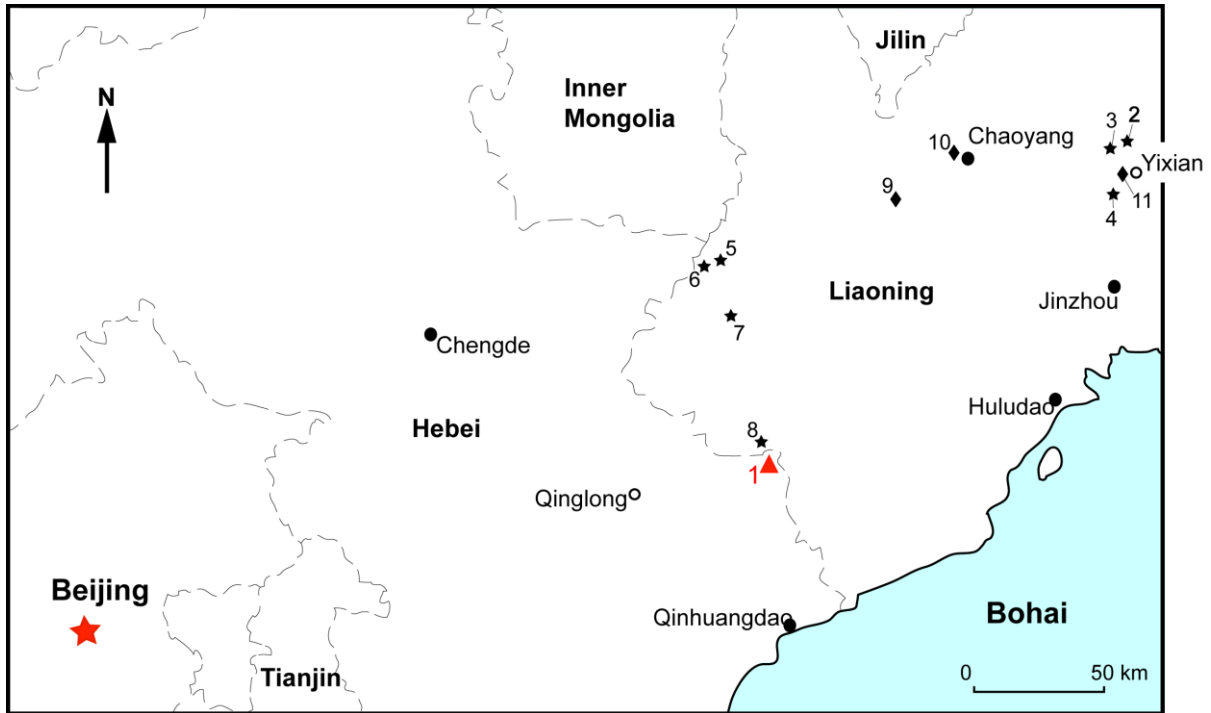 Jilin
N
Inner
Mongolia
3
2
10
Chaoyang
Yixian
9
11
4
5
6
Liaoning
Jinzhou
7
Chengde
Huludao
Hebei
8
1
Qinglong
Beijing
Qinhuangdao
Bohai
Tianjin
0
50 km